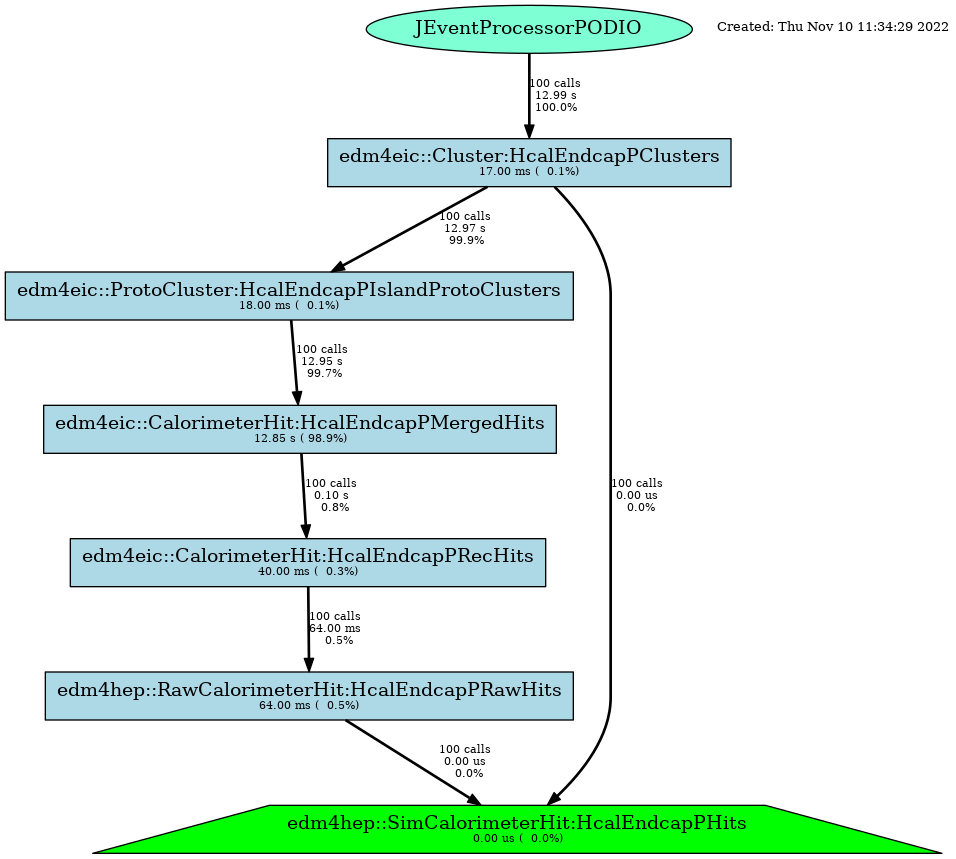 JEventProcessorPODIO
Created: Thu Nov 10 11:34:29 2022
100 calls
12.99 s
100.0%
edm4eic::Cluster:HcalEndcapPClusters
17.00 ms (  0.1%)
100 calls
12.97 s
99.9%
edm4eic::ProtoCluster:HcalEndcapPIslandProtoClusters
18.00 ms (  0.1%)
100 calls
12.95 s
99.7%
edm4eic::CalorimeterHit:HcalEndcapPMergedHits
12.85 s ( 98.9%)
100 calls
0.10 s
0.8%
100 calls
0.00 us
0.0%
edm4eic::CalorimeterHit:HcalEndcapPRecHits
40.00 ms (  0.3%)
100 calls
64.00 ms
0.5%
edm4hep::RawCalorimeterHit:HcalEndcapPRawHits
64.00 ms (  0.5%)
100 calls
0.00 us
0.0%
edm4hep::SimCalorimeterHit:HcalEndcapPHits
0.00 us (  0.0%)